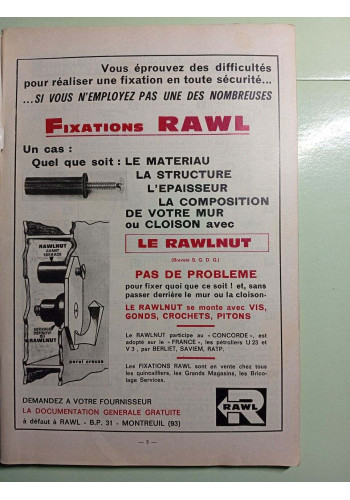 Vous éprouvez des difficultés
pour réaliser une fixation en toute sécurité...
...SI VOUS N'EMPLOYEZ PAS UNE DES NOMBREUSES
FIXATIONS RAWL
Un cas :
Quel que soit : LE MATERIAU
LA STRUCTURE
L'EPAISSEUR
LA COMPOSITION
DE VOTRE MUR
ou CLOISON avec
LE RAWLNUT
(Brevets S. G. D. G.)
PAS DE PROBLEME
pour fixer quoi que ce soit ! et, sans
passer derrière le mur ou la cloison-
LE RAWLNUT se monte avec VIS,
GONDS, CROCHETS, PITONS
RAWLNUT
AVANT
SERRAGE
RAWLNUT
paroi creuse
Le RAWLNUT participe au « CONCORDE », est
adopté sur le « FRANCE », les pétroliers U 23 et
V 3, par BERLIET, SAVIEM, RATP.
Les FIXATIONS RAWL sont en vente chez tous
les quincailliers, les Grands Magasins, les Brico-
lage Services.
DEMANDEZ A VOTRE FOURNISSEUR
LA DOCUMENTATION GENERALE GRATUITE
à défaut à RAWL - B.P. 31 - MONTREUIL (93)
RAWL
— 3 —